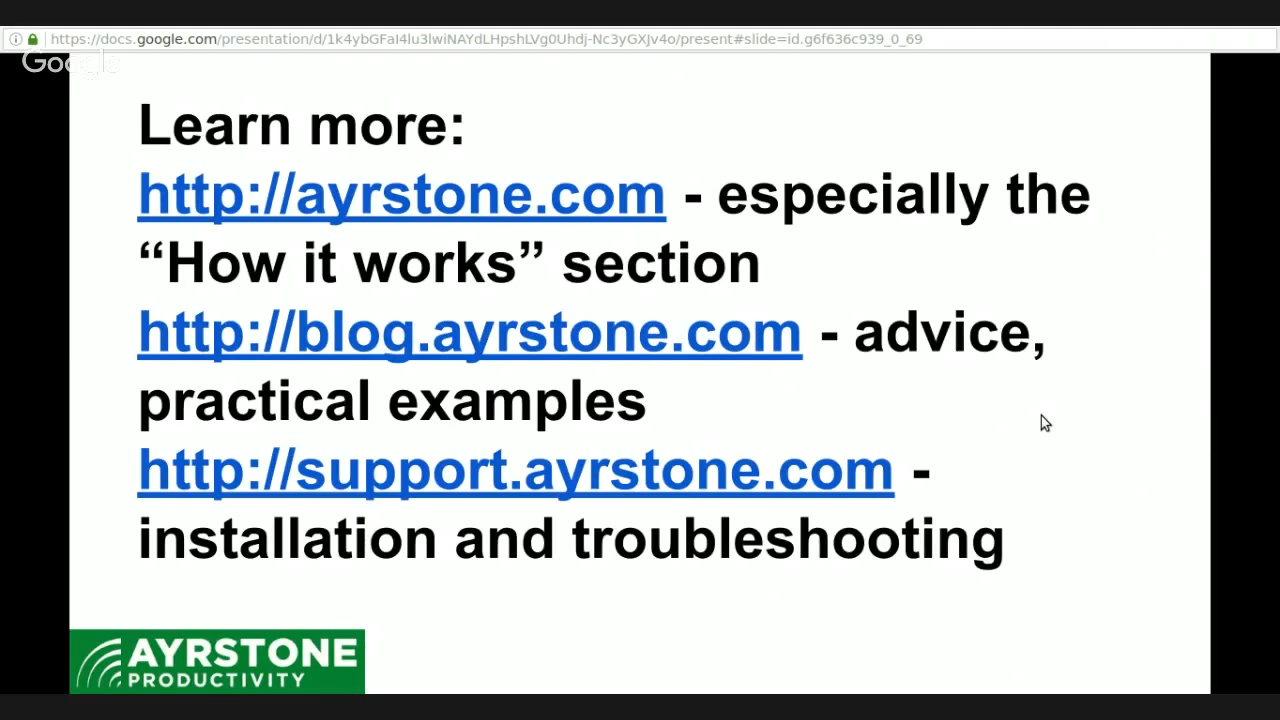 https://docs.google.com/presentation/d/1k4ybGFaI4lu3lwiNAYdLHpshLVg0Uhdj-Nc3yGXJv4o/present#slide=id.g6f636c939_0_69
Google
Learn more:
http://ayrstone.com - especially the
“How it works” section
http://blog.ayrstone.com - advice,
practical examples
http://support.ayrstone.com -
installation and troubleshooting
AYRSTONE
PRODUCTIVITY